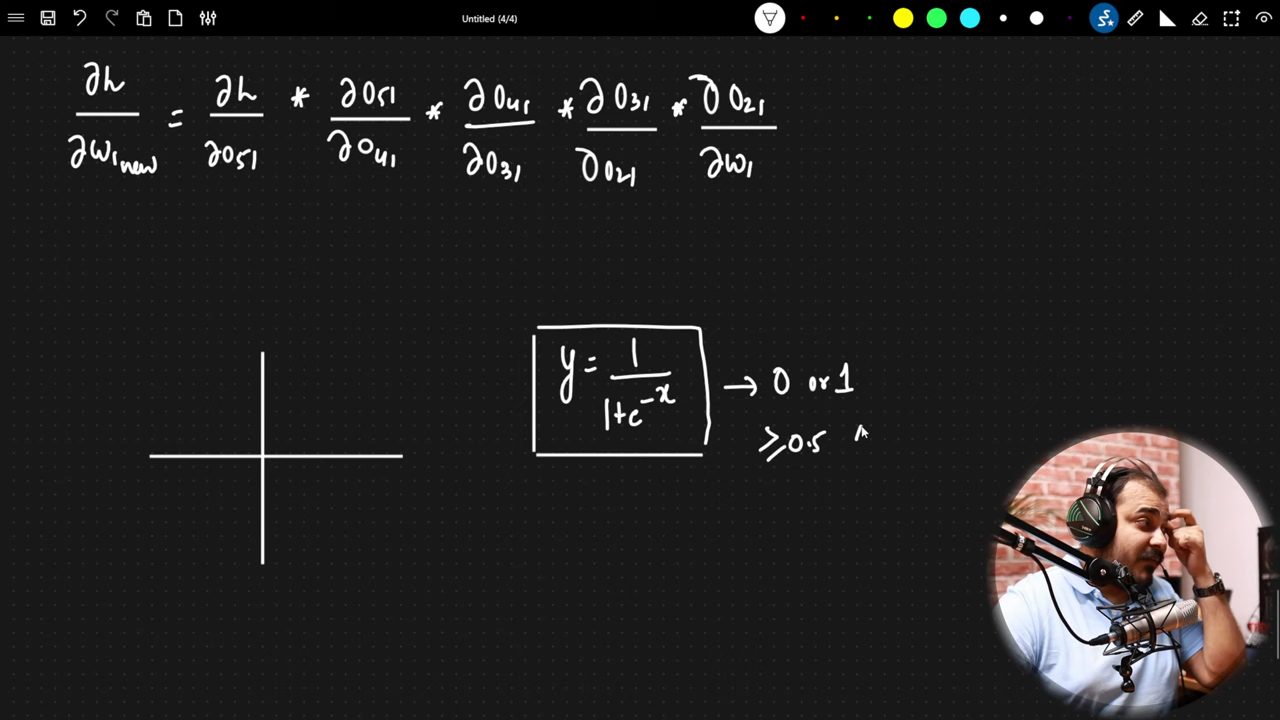 Untitled (4/4)
∂L/∂w₁new = ∂L/∂O51 * ∂O51/∂O41 * ∂O41/∂O31 * ∂O31/∂O21 * ∂O21/∂w₁
y = 1/(1+e^-x) → 0 or 1
≥0.5